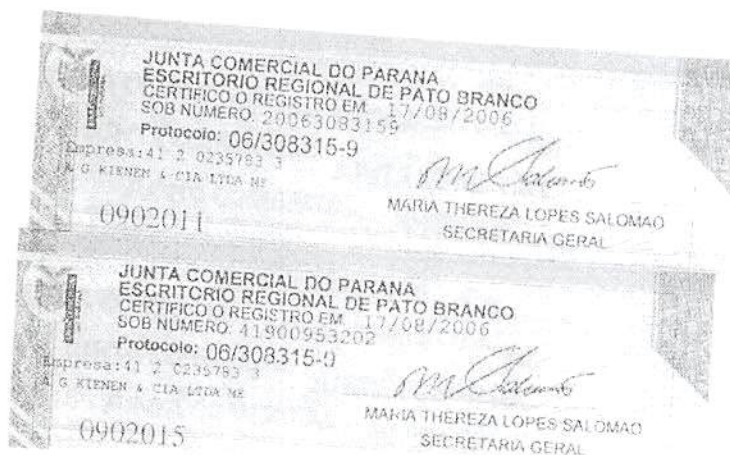 JUNTA COMERCIAL DO PARANA
ESCRITORIO REGIONAL DE PATO BRANCO
CERTIFICO O REGISTRO EM 17/08/2006
SOB NUMERO: 20063083159
Protocolo: 06/308315-9
Empresa:41 2 0235783 3
A G KIENEN & CIA LTDA ME
MARIA THEREZA LOPES SALOMAO
SECRETARIA GERAL
0902011
JUNTA COMERCIAL DO PARANA
ESCRITORIO REGIONAL DE PATO BRANCO
CERTIFICO O REGISTRO EM 17/08/2006
SOB NUMERO: 41900953202
Protocolo: 06/308315-9
Empresa:41 2 0235783 3
A G KIENEN & CIA LTDA ME
MARIA THEREZA LOPES SALOMAO
SECRETARIA GERAL
0902015